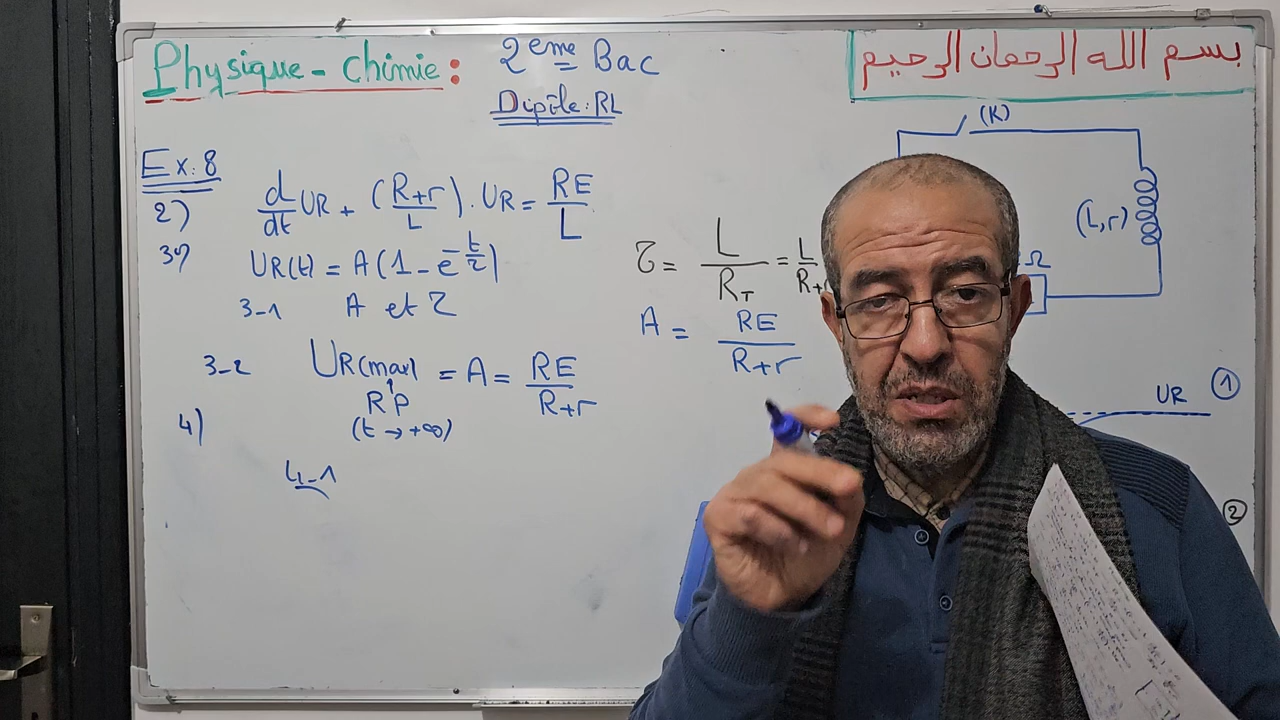 Physique - chimie :
2eme Bac
Dipôle: RL
بسم الله الرحمان الرحيم
Ex: 8
2) d/dt UR + (R+r/L) . UR = RE/L
3°) UR(t) = A(1 - e^-t/τ)
3-1 A et τ
3-2 UR(max) = A = RE/R+r
RP
(t → +∞)
4)
4-1
τ = L/RT = L/R+r
A = RE/R+r
(K)
(L,r)
Ω
UR
1
2